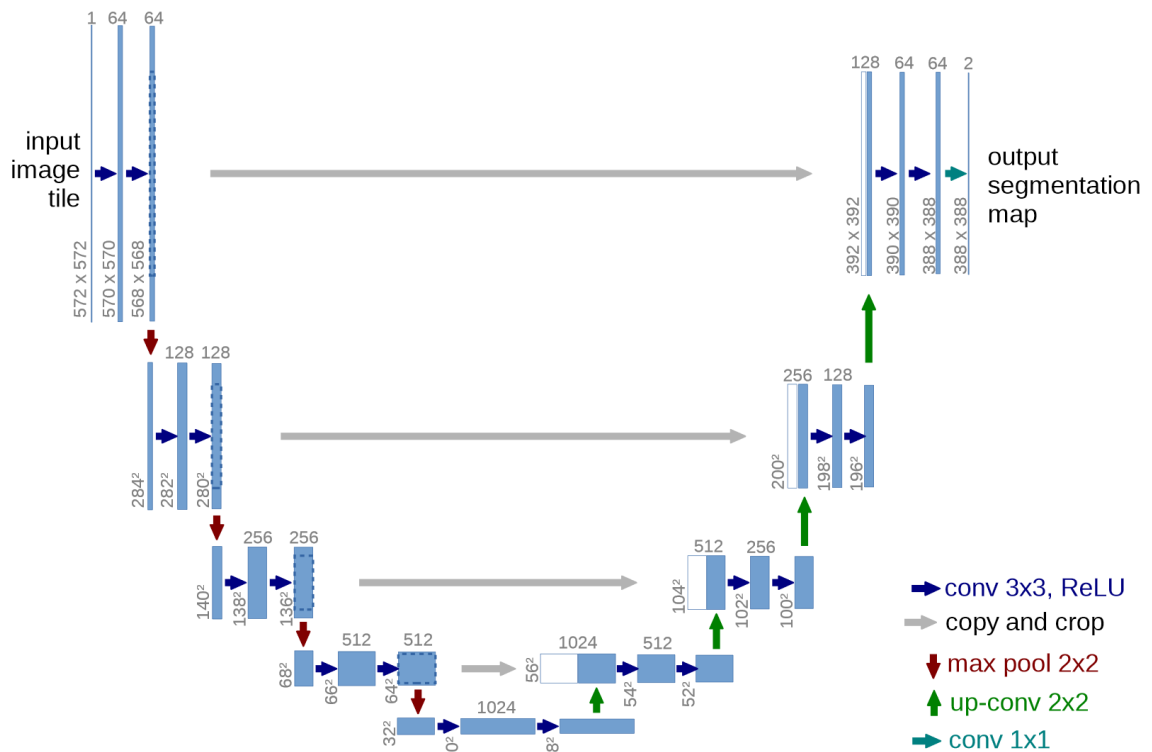 1 64 64
input
image
tile
572 x 572
570 x 570
568 x 568
128 64 64 2
output
segmentation
map
392 x 392
390 x 390
388 x 388
388 x 388
128 128
284²
282²
280²
256 128
200²
198²
196²
256 256
140²
138²
136²
512 256
104²
102²
100²
512 512
68²
66²
64²
1024 512
56²
54²
52²
1024
32²
0²
8²
conv 3x3, ReLU
copy and crop
max pool 2x2
up-conv 2x2
conv 1x1